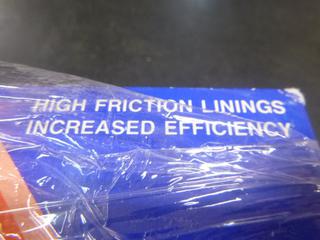 HIGH FRICTION LININGS
INCREASED EFFICIENCY